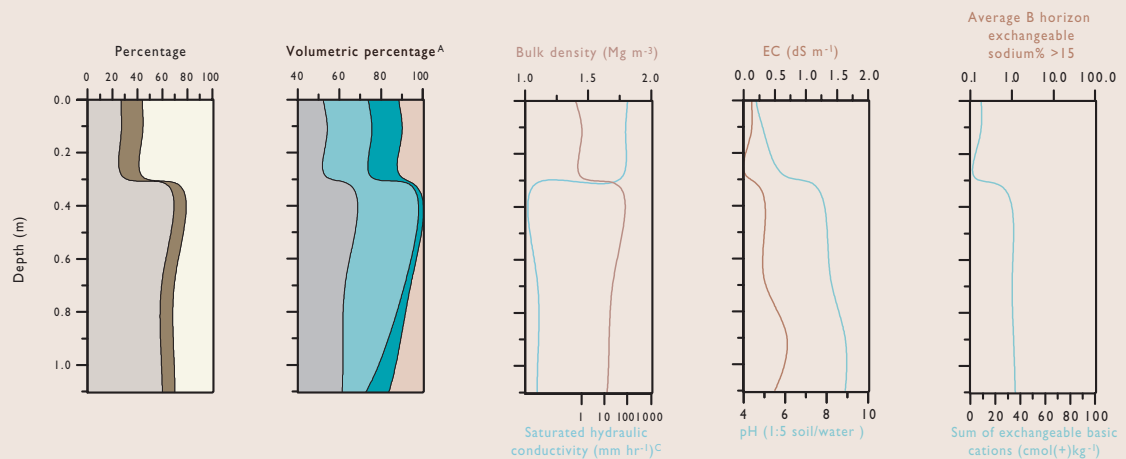 Average B horizon
exchangeable
sodium% >15
Percentage
Volumetric percentageᴬ
Bulk density (Mg m⁻³)
EC (dS m⁻¹)
0 20 40 60 80 100
40 60 80 100
1.0 1.5 2.0
0.0 0.5 1.0 1.5 2.0
0.1 1.0 10.0 100.0
0.0
0.2
0.4
0.6
0.8
1.0
Depth (m)
1 10 100 1000
4 6 8 10
0 20 40 60 80 100
Saturated hydraulic
conductivity (mm hr⁻¹)ᶜ
pH (1:5 soil/water )
Sum of exchangeable basic
cations (cmol(+)kg⁻¹)